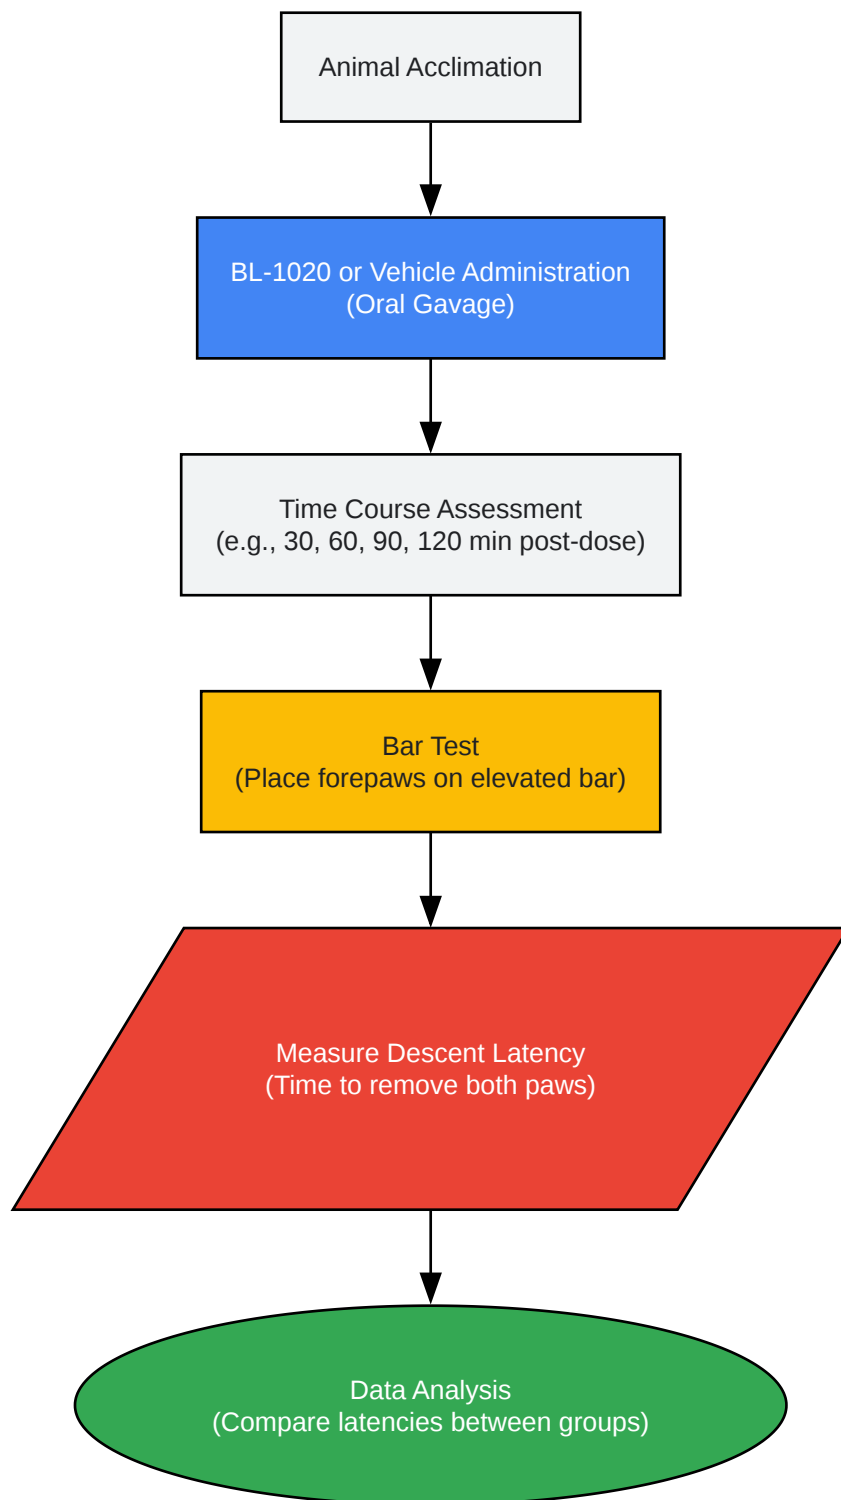 Animal Acclimation
BL-1020 or Vehicle Administration
(Oral Gavage)
Time Course Assessment
(e.g., 30, 60, 90, 120 min post-dose)
Bar Test
(Place forepaws on elevated bar)
Measure Descent Latency
(Time to remove both paws)
Data Analysis
(Compare latencies between groups)